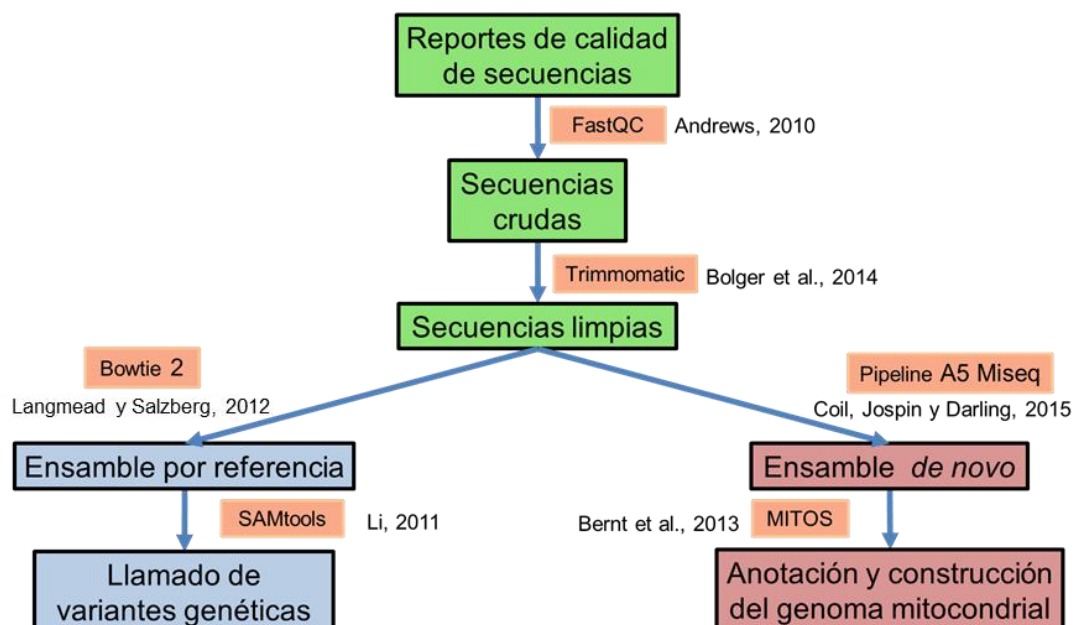 Reportes de calidad
de secuencias
FastQC Andrews, 2010
Secuencias
crudas
Trimmomatic Bolger et al., 2014
Secuencias limpias
Bowtie 2
Langmead y Salzberg, 2012
Pipeline A5 Miseq
Coil, Jospin y Darling, 2015
Ensamble por referencia
Ensamble de novo
SAMtools Li, 2011
Bernt et al., 2013 MITOS
Llamado de
variantes genéticas
Anotación y construcción
del genoma mitocondrial